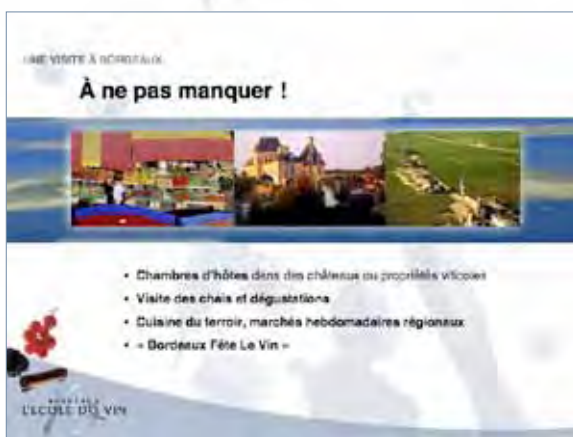 UNE VISITE À BORDEAUX
À ne pas manquer !
• Chambres d'hôtes dans des châteaux ou propriétés viticoles
• Visite des chais et dégustations
• Cuisine du terroir, marchés hebdomadaires régionaux
• « Bordeaux Fête Le Vin »
BORDEAUX
L'ECOLE DU VIN